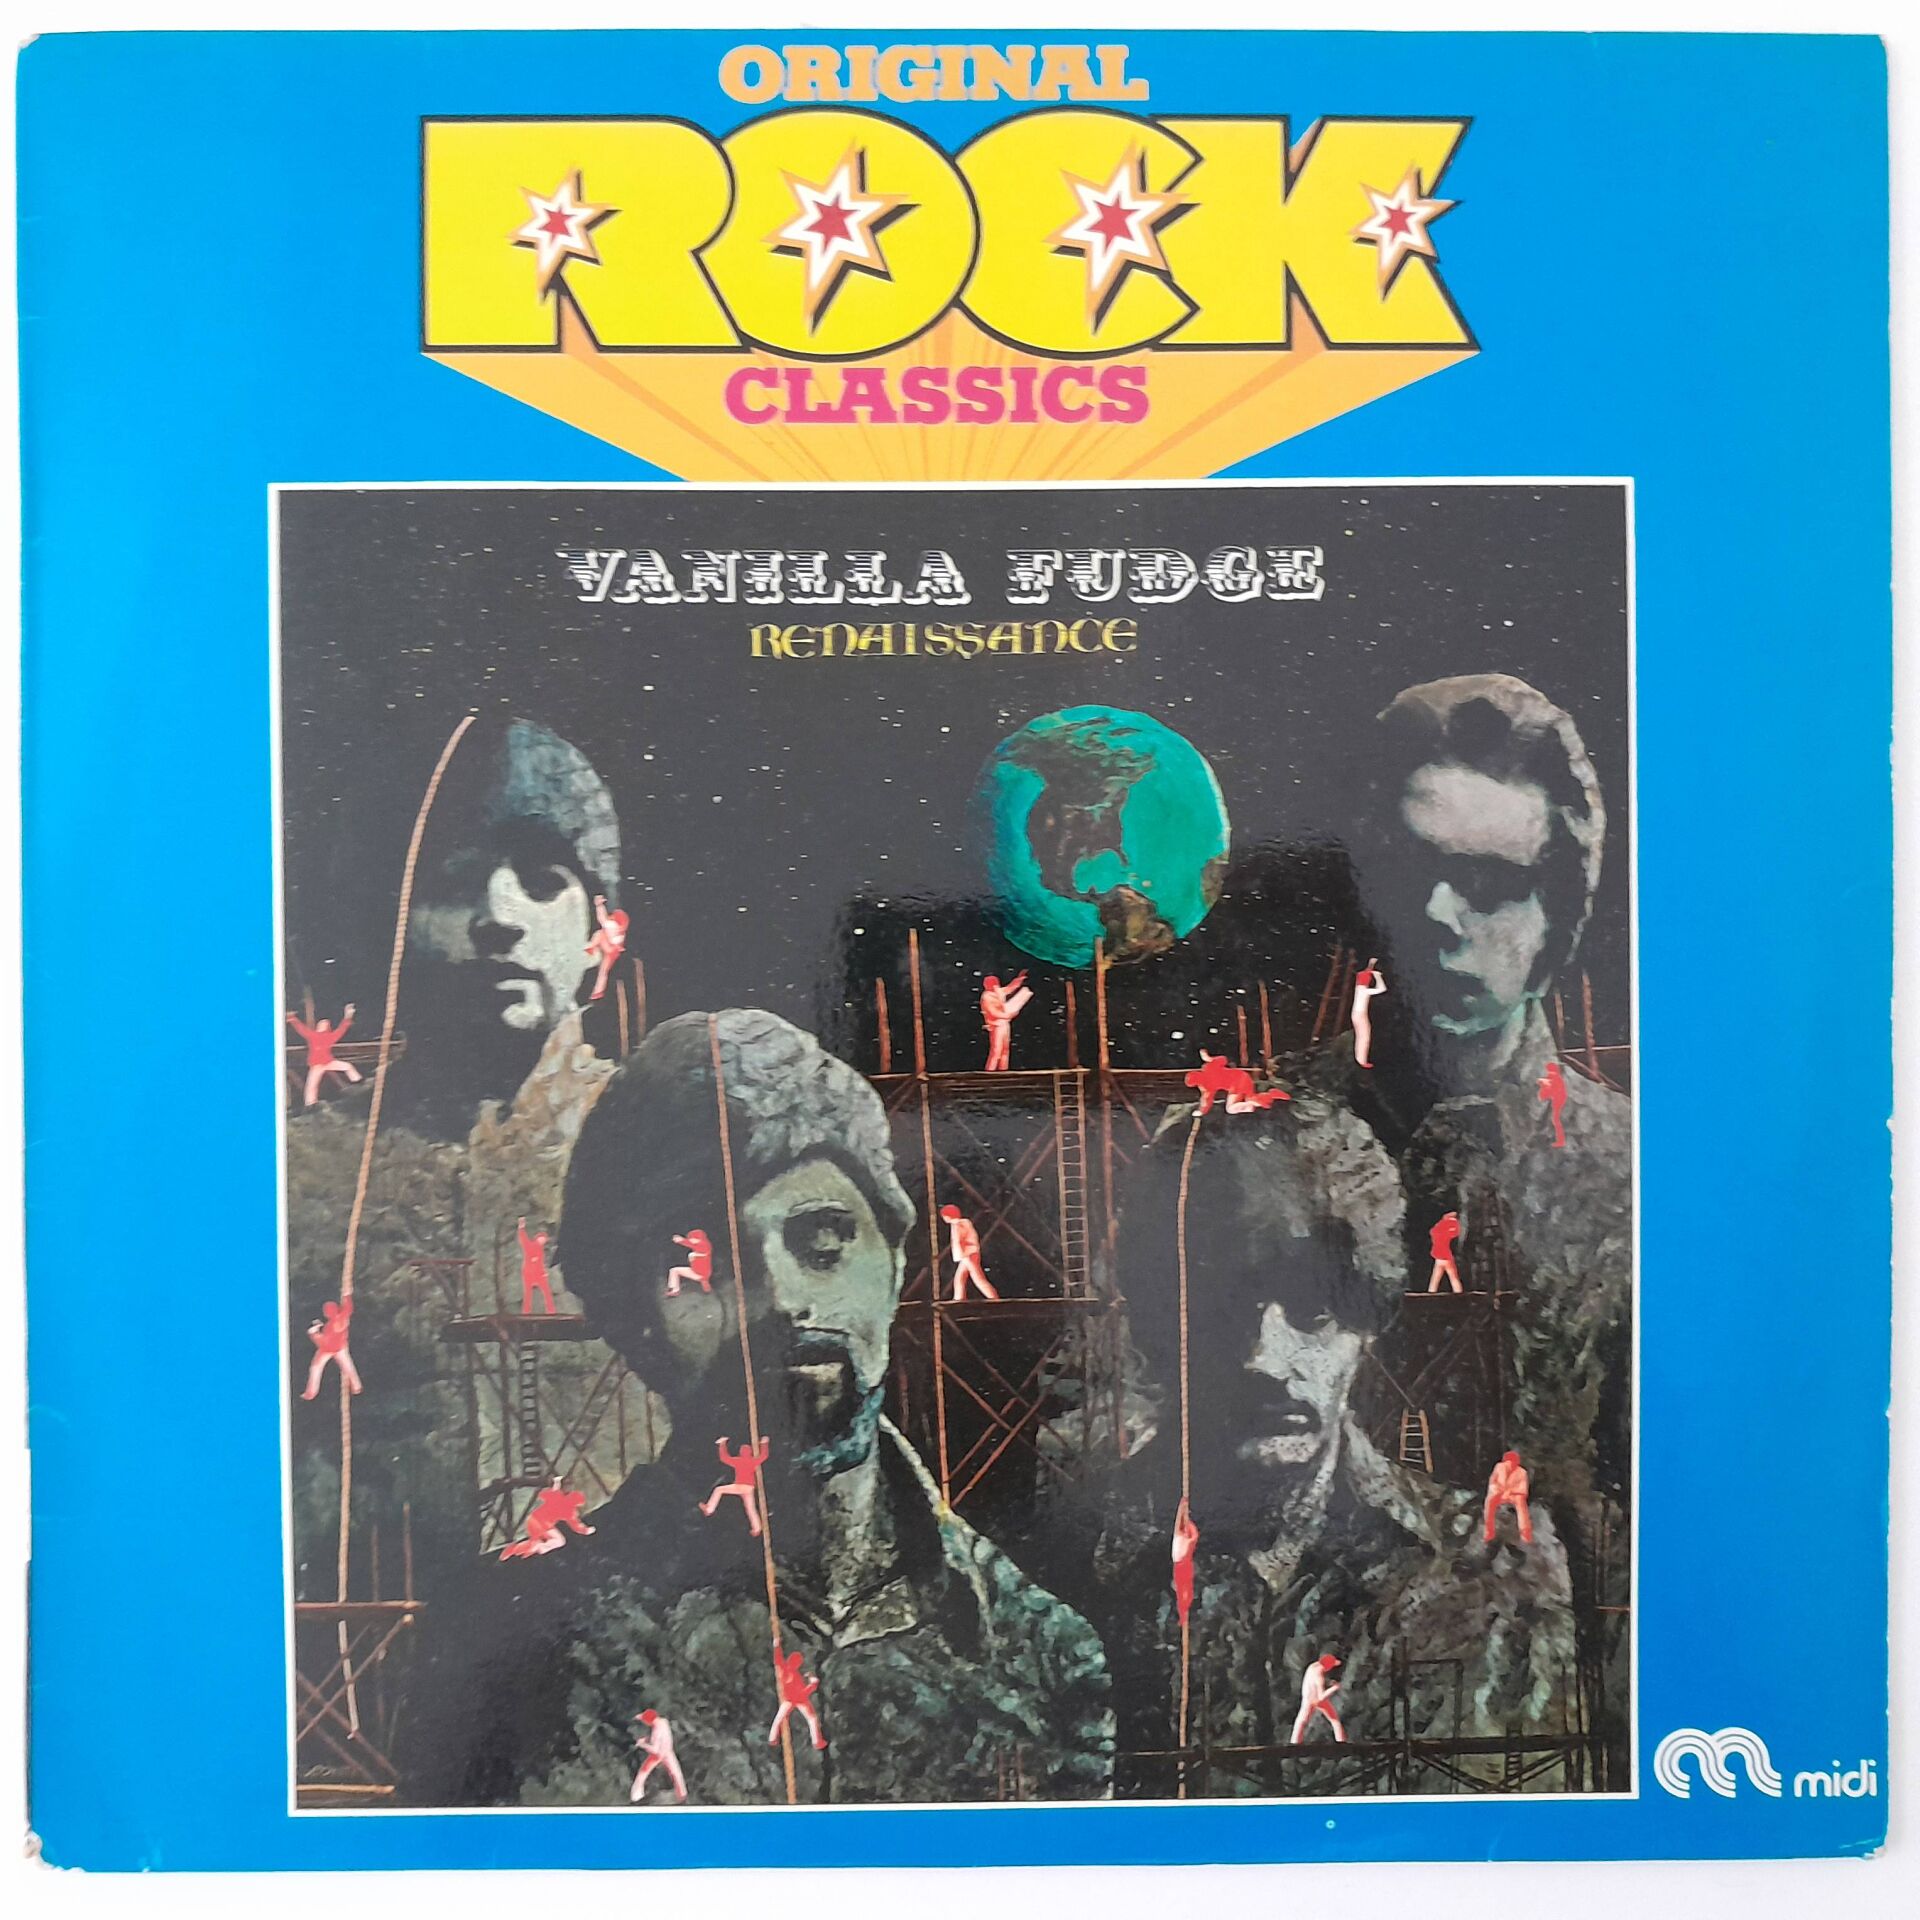 ORIGINAL
ROCK
CLASSICS
VANILLA FUDGE
RENAISSANCE
midi